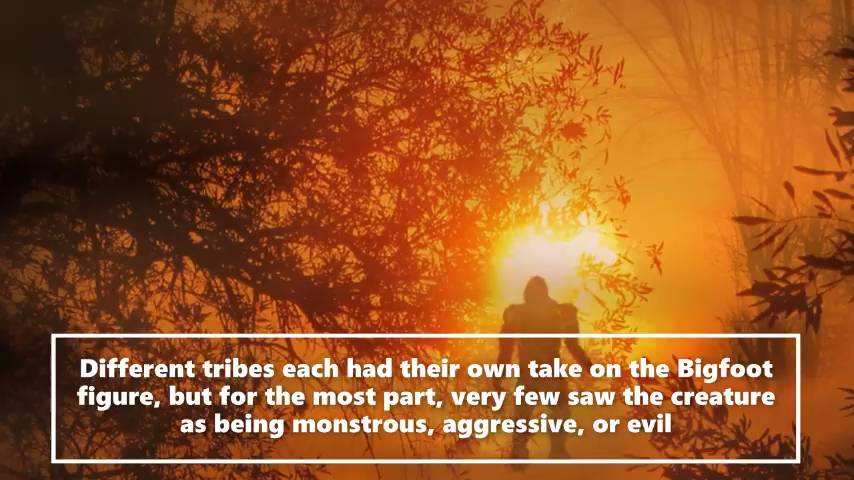 Different tribes each had their own take on the Bigfoot
figure, but for the most part, very few saw the creature
as being monstrous, aggressive, or evil